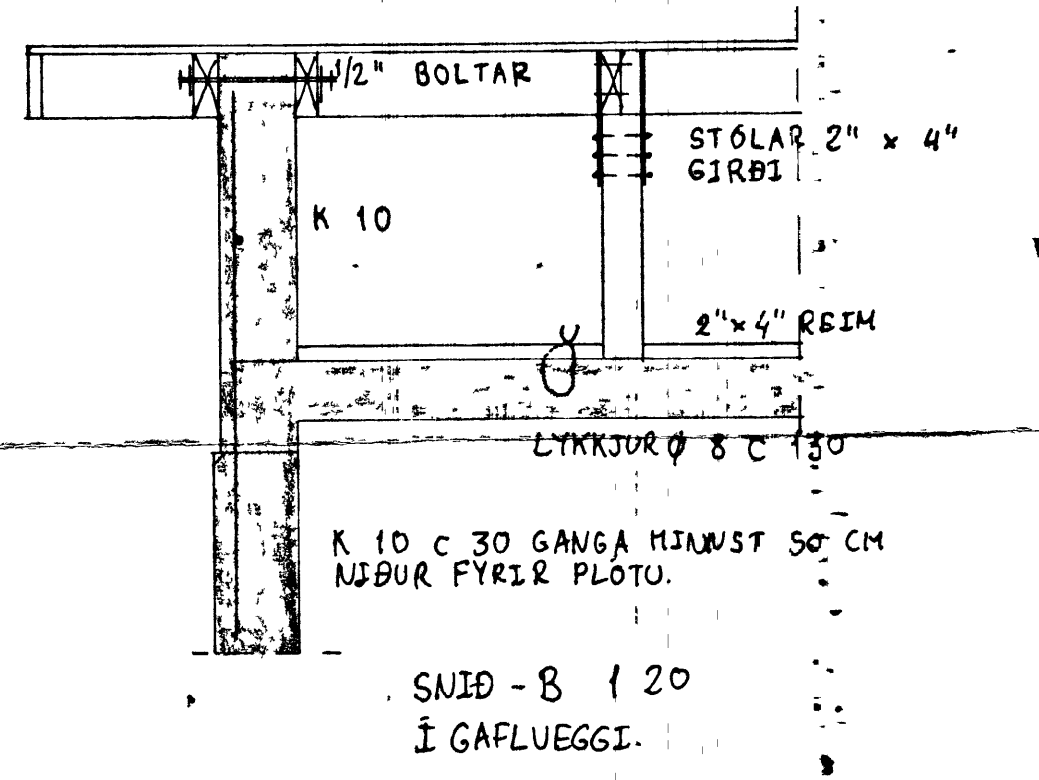 1/2" BOLTAR
STÓLAR 2" x 4"
GIRÐI
K 10
2"x 4" REIM
LYKKJUR Ø 8 C 130
K 10 C 30 GANGA MINNST 50 CM
NIÐUR FYRIR PLÖTU.
SNIÐ - B 1 20
Í GAFLVEGGI.